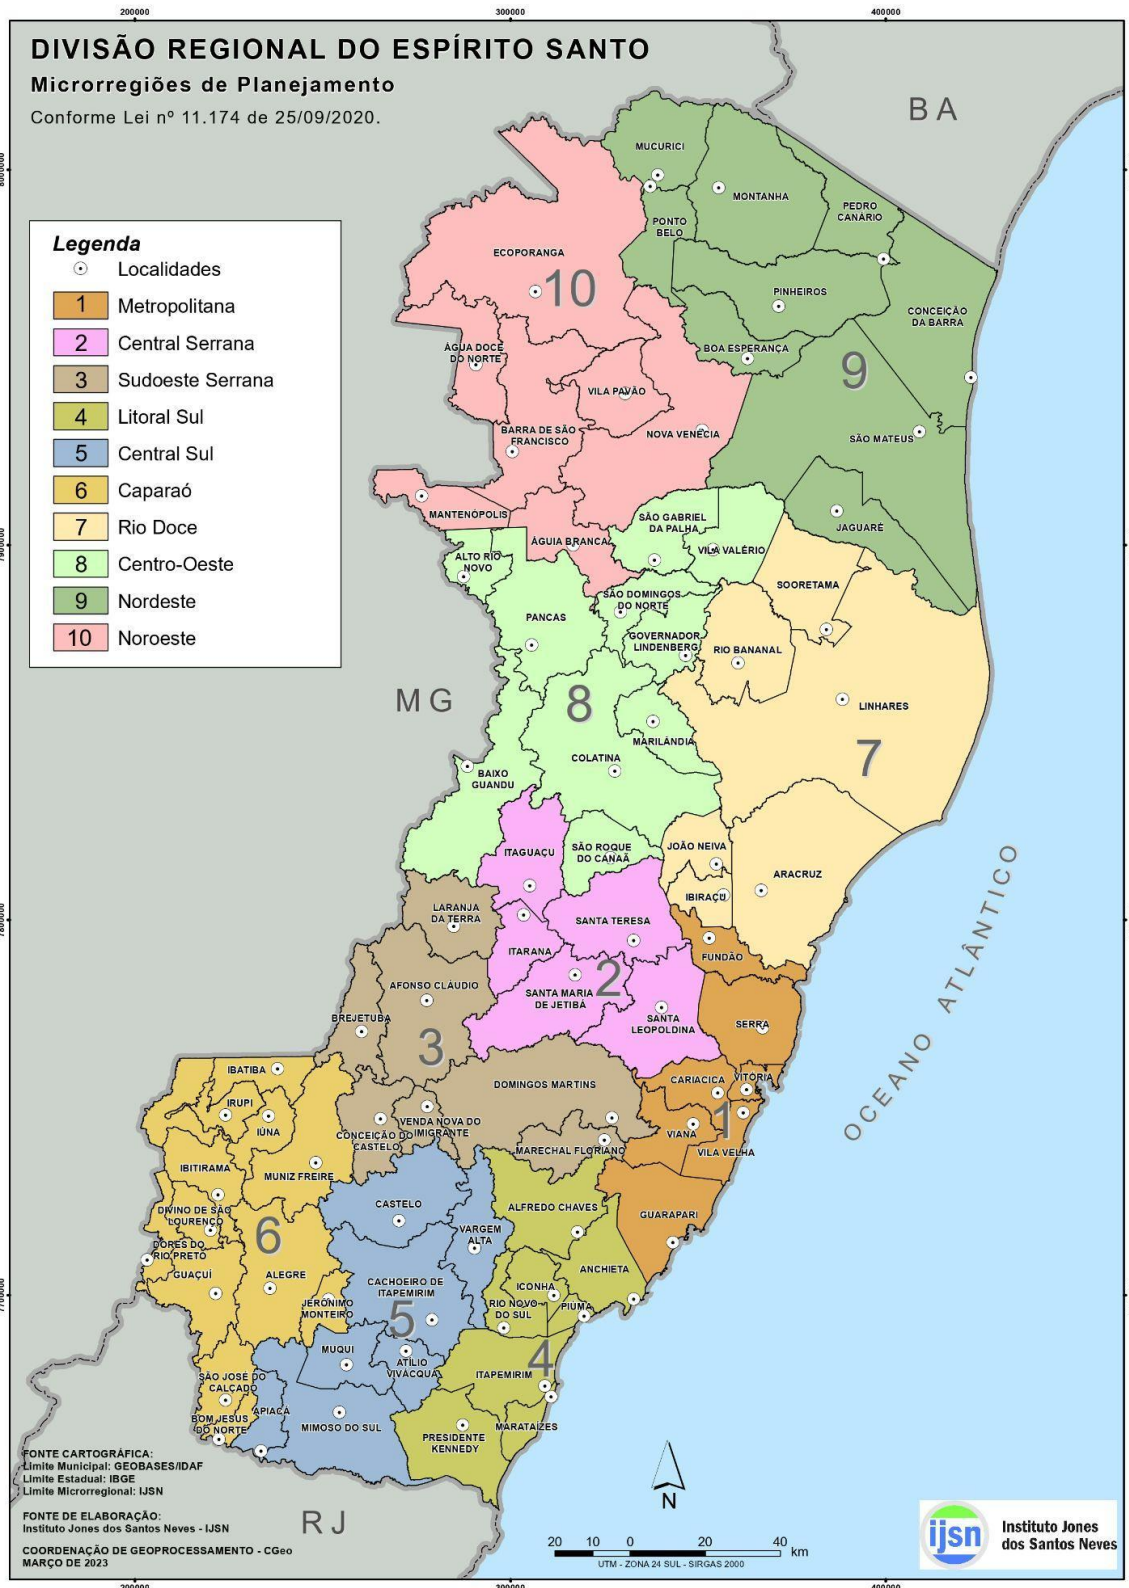 200000
300000
400000
DIVISÃO REGIONAL DO ESPÍRITO SANTO
Microrregiões de Planejamento
Conforme Lei nº 11.174 de 25/09/2020.
BA
8000000
Legenda
Localidades
1 Metropolitana
2 Central Serrana
3 Sudoeste Serrana
4 Litoral Sul
5 Central Sul
6 Caparaó
7 Rio Doce
8 Centro-Oeste
9 Nordeste
10 Noroeste
MUCURICI
MONTANHA
PEDRO
CANÁRIO
PONTO
BELO
ECOPORANGA
10
PINHEIROS
CONCEIÇÃO
DA BARRA
ÁGUA DOCE
DO NORTE
BOA ESPERANÇA
9
VILA PAVÃO
BARRA DE SÃO
FRANCISCO
NOVA VENÉCIA
SÃO MATEUS
MANTENÓPOLIS
SÃO GABRIEL
DA PALHA
JAGUARÉ
ÁGUIA BRANCA
VILA VALÉRIO
7900000
ALTO RIO
NOVO
SOORETAMA
SÃO DOMINGOS
DO NORTE
PANCAS
GOVERNADOR
LINDENBERG
RIO BANANAL
MG
8
LINHARES
MARILÂNDIA
COLATINA
7
BAIXO
GUANDU
ITAGUAÇU
SÃO ROQUE
DO CANAÃ
JOÃO NEIVA
ARACRUZ
IBIRAÇU
OCEANO ATLÂNTICO
LARANJA
DA TERRA
SANTA TERESA
7800000
ITARANA
FUNDÃO
AFONSO CLÁUDIO
SANTA MARIA
DE JETIBÁ
2
BREJETUBA
SANTA
LEOPOLDINA
SERRA
3
IBATIBA
DOMINGOS MARTINS
CARIACICA
VITÓRIA
IRUPI
IÚNA
VENDA NOVA DO
IMIGRANTE
CONCEIÇÃO DO
CASTELO
1
VIANA
MARECHAL FLORIANO
VILA VELHA
IBITIRAMA
MUNIZ FREIRE
CASTELO
ALFREDO CHAVES
GUARAPARI
DIVINO DE SÃO
LOURENÇO
VARGEM
ALTA
6
DORES DO
RIO PRETO
GUAÇUÍ
ALEGRE
CACHOEIRO DE
ITAPEMIRIM
ANCHIETA
ICONHA
7700000
JERÔNIMO
MONTEIRO
RIO NOVO
DO SUL
PIÚMA
5
MUQUI
ATÍLIO
VIVÁCQUA
4
ITAPEMIRIM
SÃO JOSÉ DO
CALÇADO
APIACÁ
BOM JESUS
DO NORTE
MIMOSO DO SUL
MARATAÍZES
PRESIDENTE
KENNEDY
FONTE CARTOGRÁFICA:
Limite Municipal: GEOBASES/IDAF
Limite Estadual: IBGE
Limite Microrregional: IJSN
FONTE DE ELABORAÇÃO:
Instituto Jones dos Santos Neves - IJSN
COORDENAÇÃO DE GEOPROCESSAMENTO - CGeo
MARÇO DE 2023
RJ
N
20 10 0 20 40 km
UTM - ZONA 24 SUL - SIRGAS 2000
ijsn
Instituto Jones
dos Santos Neves
200000
300000
400000